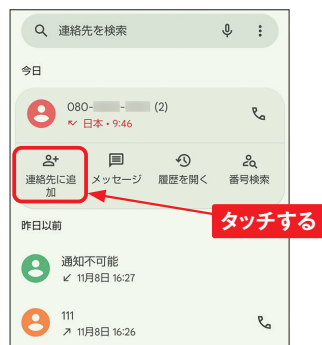 連絡先を検索
今日
080- - (2)
日本・9:46
連絡先に追加
メッセージ
履歴を開く
番号検索
タッチする
昨日以前
通知不可能
11月8日 16:27
111
11月8日 16:26